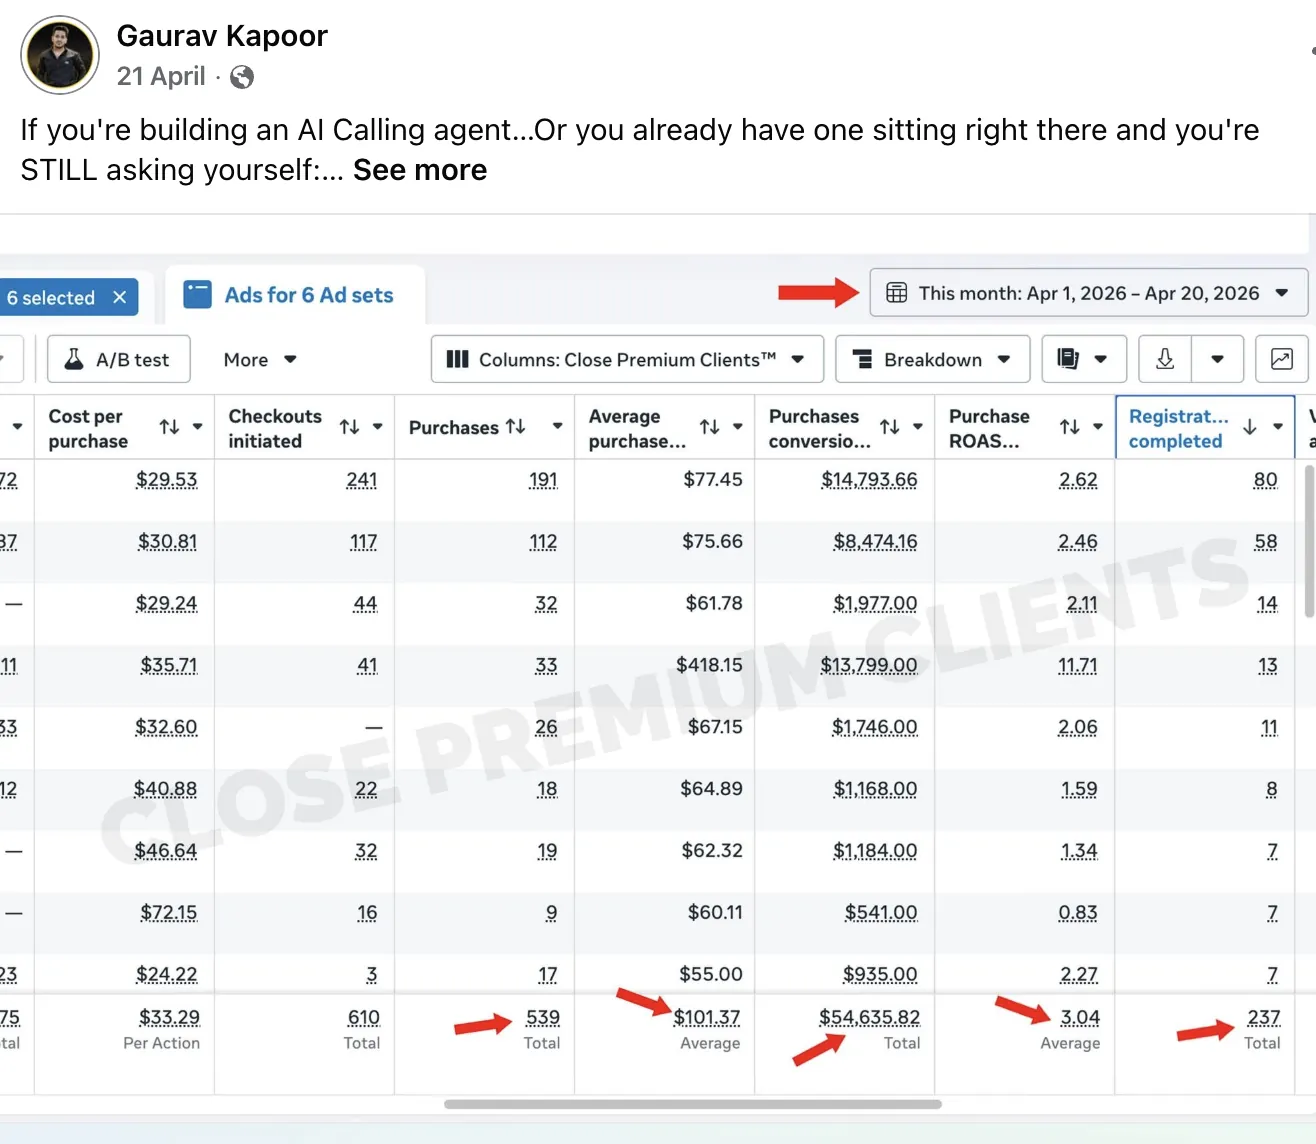 Gaurav Kapoor
21 April ·
If you're building an AI Calling agent...Or you already have one sitting right there and you're
STILL asking yourself:... See more
6 selected ×
Ads for 6 Ad sets
This month: Apr 1, 2026 – Apr 20, 2026
A/B test
More
Columns: Close Premium Clients™
Breakdown
Cost per purchase
Checkouts initiated
Purchases
Average purchase...
Purchases conversio...
Purchase ROAS...
Registrat... completed
72 $29.53 241 191 $77.45 $14,793.66 2.62 80
37 $30.81 117 112 $75.66 $8,474.16 2.46 58
— $29.24 44 32 $61.78 $1,977.00 2.11 14
11 $35.71 41 33 $418.15 $13,799.00 11.71 13
33 $32.60 — 26 $67.15 $1,746.00 2.06 11
12 $40.88 22 18 $64.89 $1,168.00 1.59 8
— $46.64 32 19 $62.32 $1,184.00 1.34 7
— $72.15 16 9 $60.11 $541.00 0.83 7
23 $24.22 3 17 $55.00 $935.00 2.27 7
75 $33.29 610 539 $101.37 $54,635.82 3.04 237
tal Per Action Total Total Average Total Average Total
CLOSE PREMIUM CLIENTS